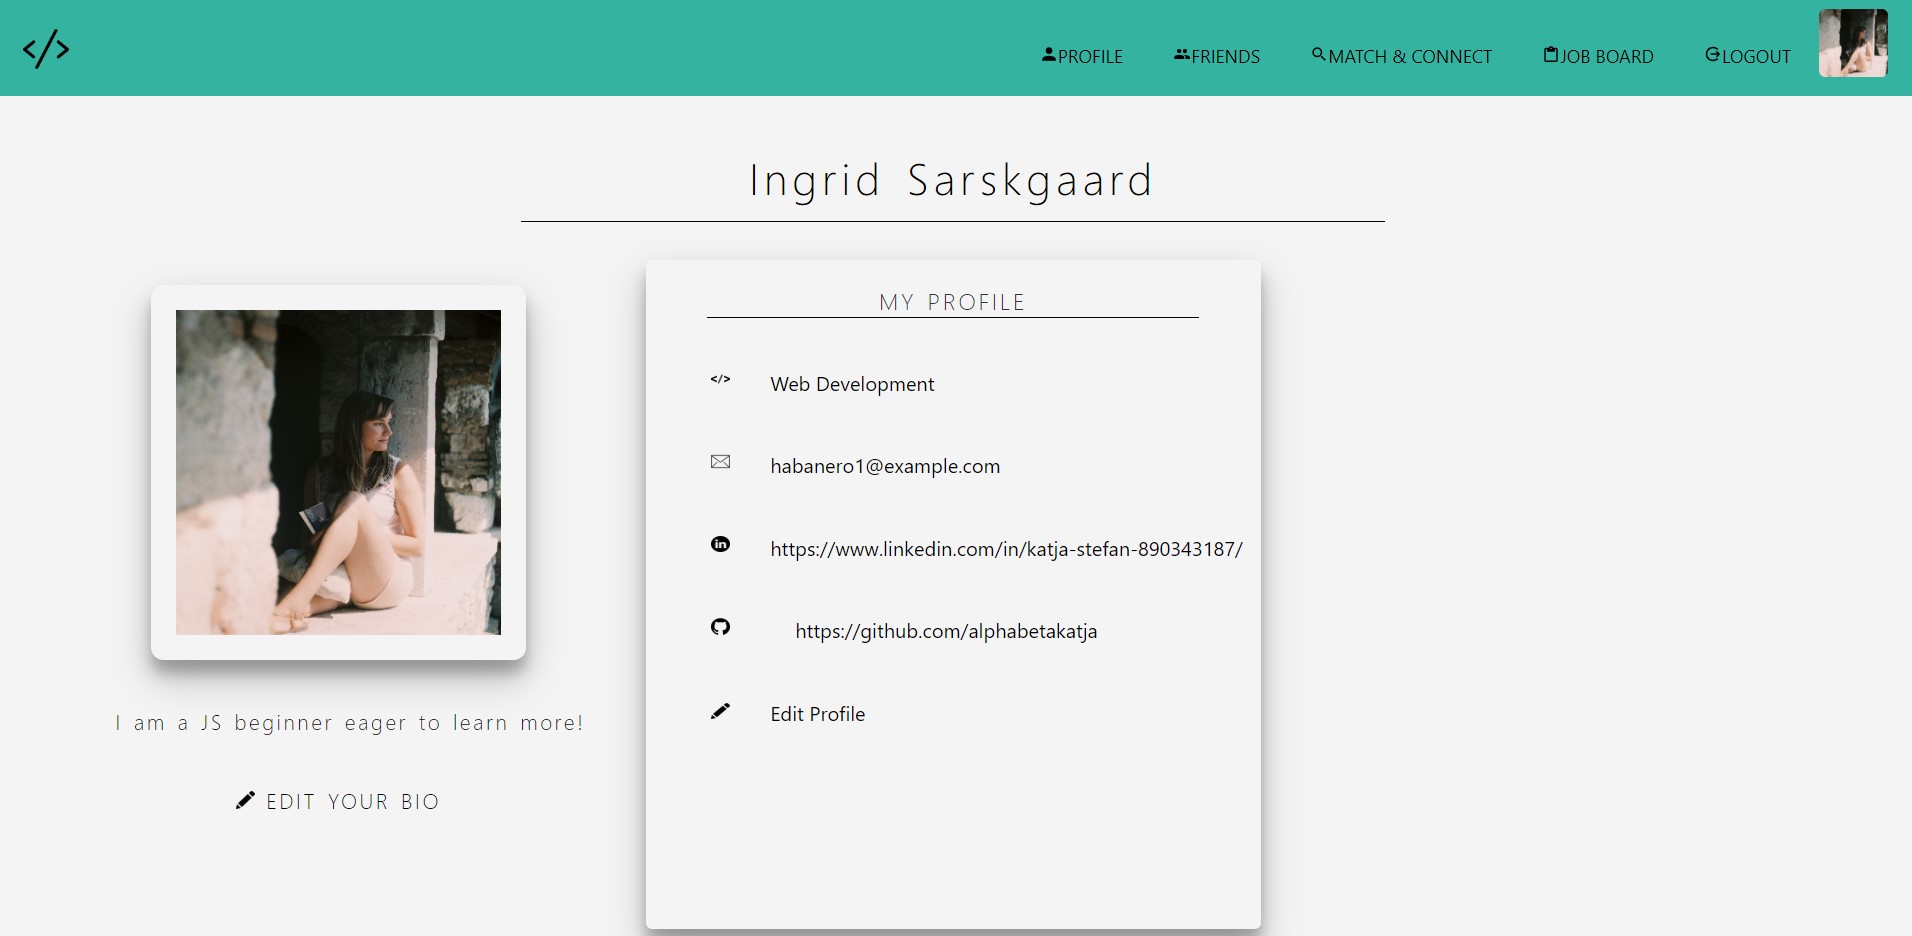 </>
PROFILE FRIENDS MATCH & CONNECT JOB BOARD LOGOUT
Ingrid Sarskgaard
I am a JS beginner eager to learn more!
EDIT YOUR BIO
MY PROFILE
</> Web Development
habanero1@example.com
in https://www.linkedin.com/in/katja-stefan-890343187/
https://github.com/alphabetakatja
Edit Profile